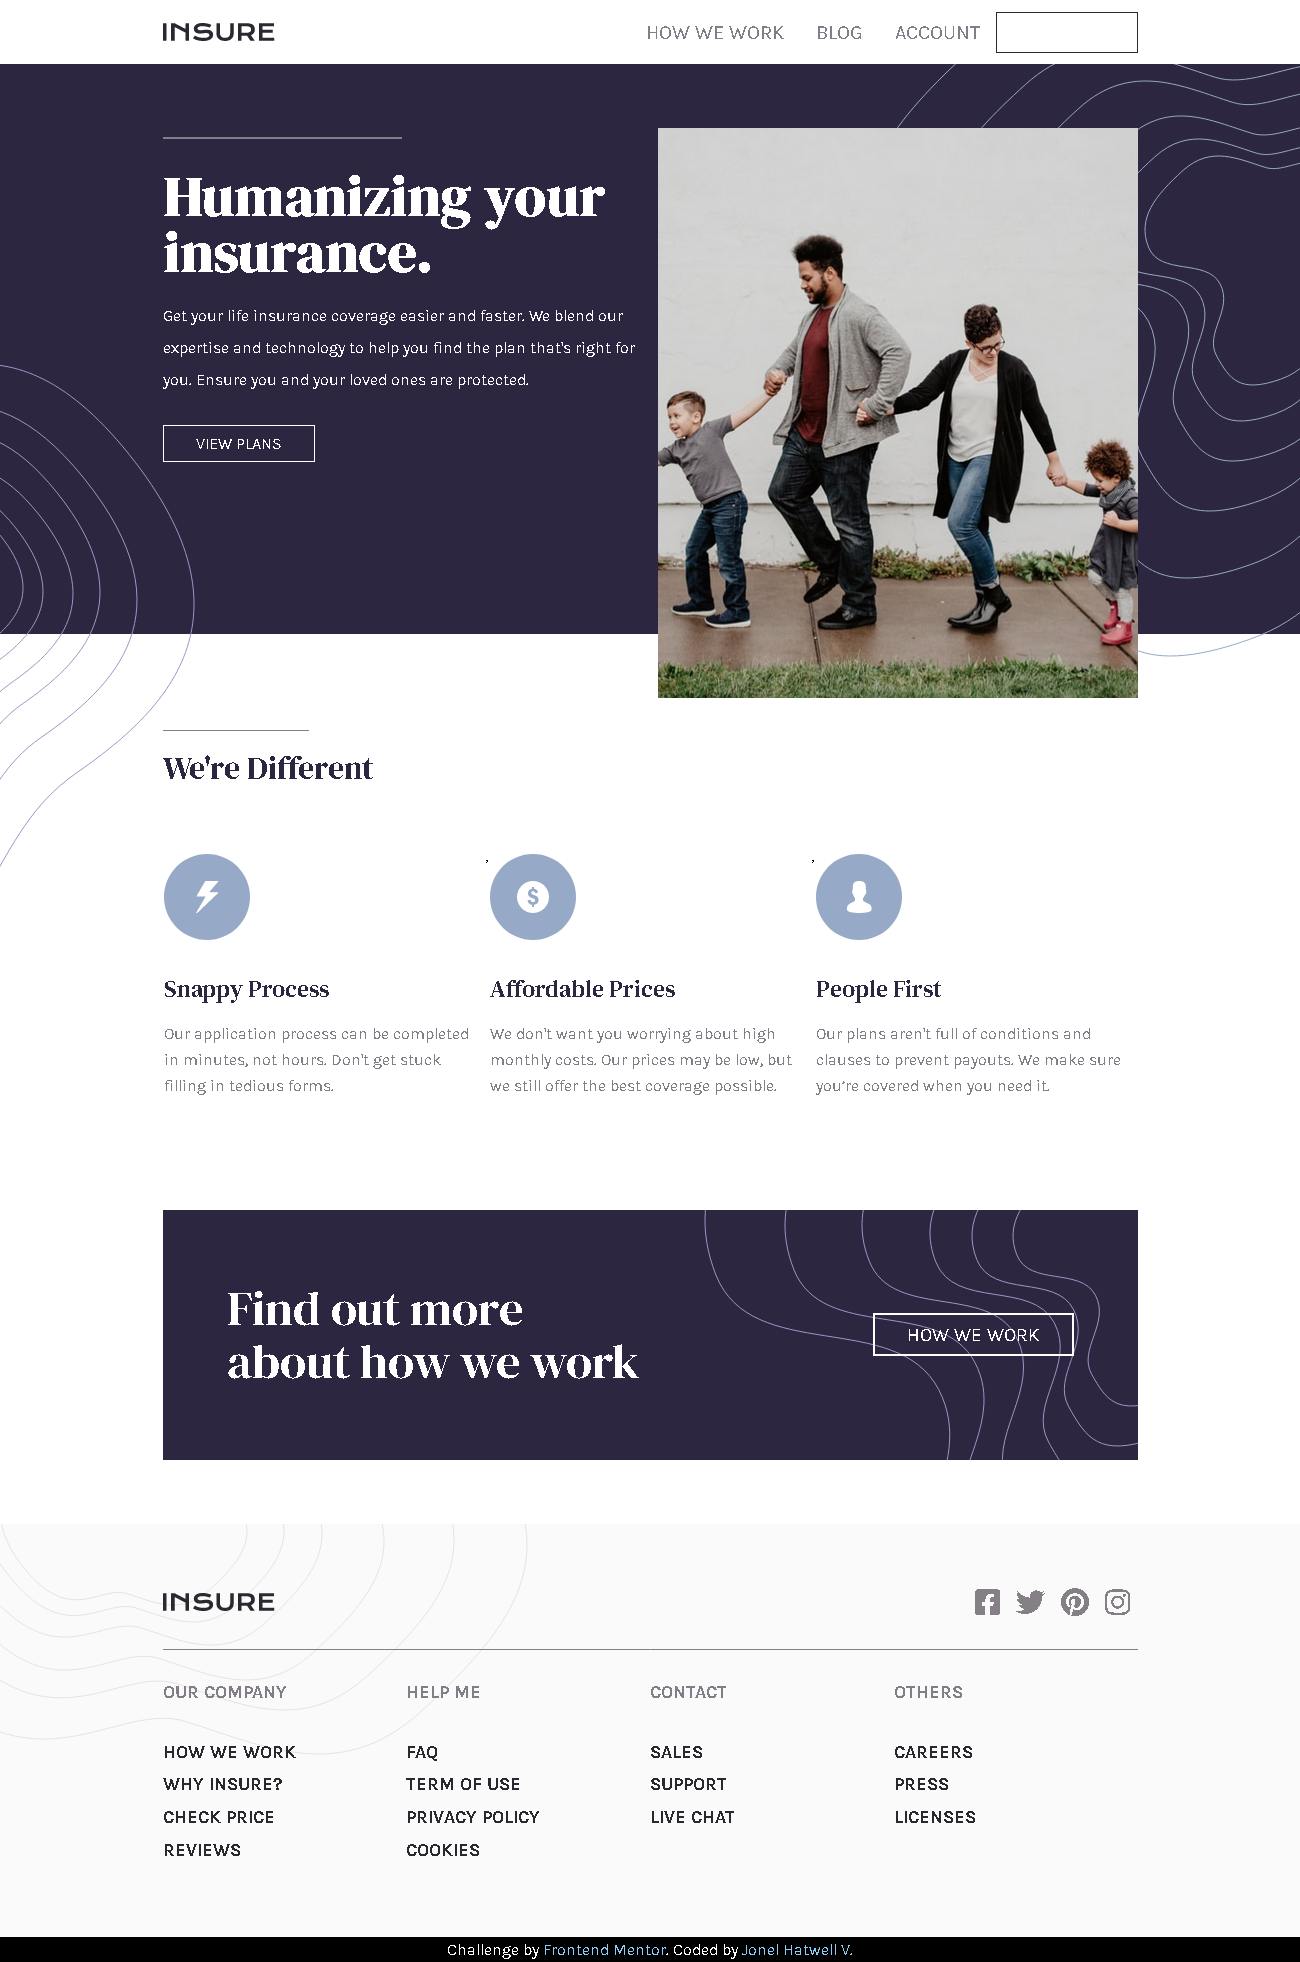 INSURE
HOW WE WORK BLOG ACCOUNT
Humanizing your
insurance.
Get your life insurance coverage easier and faster. We blend our
expertise and technology to help you find the plan that's right for
you. Ensure you and your loved ones are protected.
VIEW PLANS
We're Different
,
,
Snappy Process
Our application process can be completed
in minutes, not hours. Don't get stuck
filling in tedious forms.
Affordable Prices
We don't want you worrying about high
monthly costs. Our prices may be low, but
we still offer the best coverage possible.
People First
Our plans aren't full of conditions and
clauses to prevent payouts. We make sure
you're covered when you need it.
Find out more
about how we work
HOW WE WORK
INSURE
OUR COMPANY
HOW WE WORK
WHY INSURE?
CHECK PRICE
REVIEWS
HELP ME
FAQ
TERM OF USE
PRIVACY POLICY
COOKIES
CONTACT
SALES
SUPPORT
LIVE CHAT
OTHERS
CAREERS
PRESS
LICENSES
Challenge by Frontend Mentor. Coded by Jonel Hatwell V.